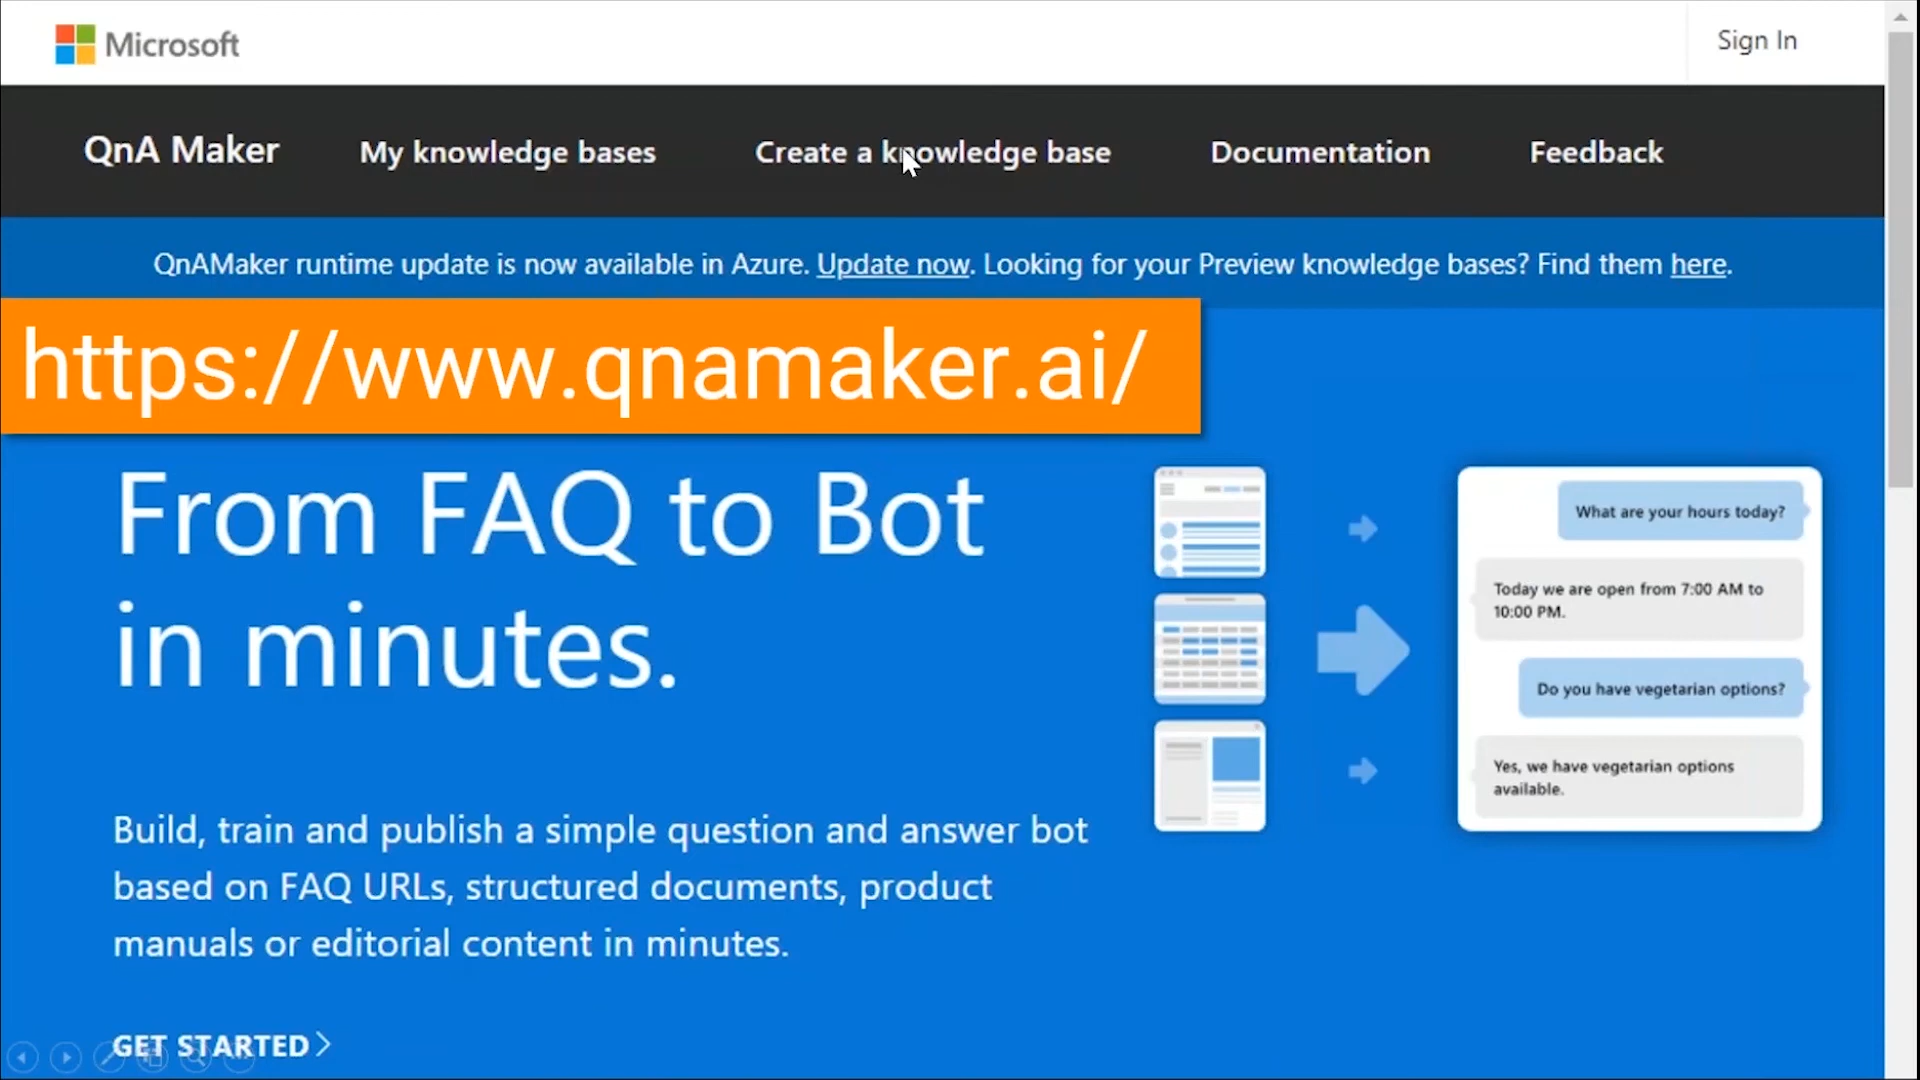 Microsoft
Sign In
QnA Maker
My knowledge bases
Create a knowledge base
Documentation
Feedback
QnAMaker runtime update is now available in Azure. Update now. Looking for your Preview knowledge bases? Find them here.
https://www.qnamaker.ai/
From FAQ to Bot
in minutes.
What are your hours today?
Today we are open from 7:00 AM to
10:00 PM.
Do you have vegetarian options?
Yes, we have vegetarian options
available.
Build, train and publish a simple question and answer bot
based on FAQ URLs, structured documents, product
manuals or editorial content in minutes.
GET STARTED